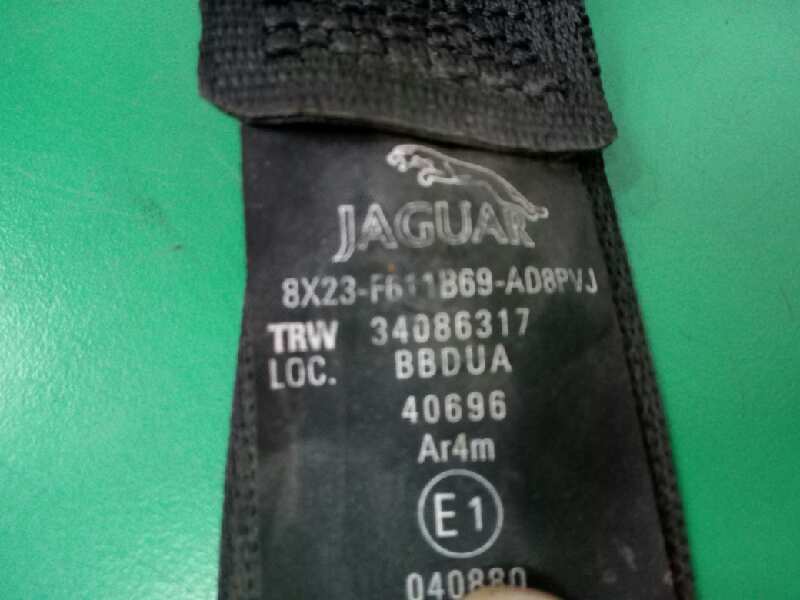 JAGUAR
8X23-F611B69-AD8PVJ
TRW 34086317
LOC. BBDUA
40696
Ar4m
E1
040880